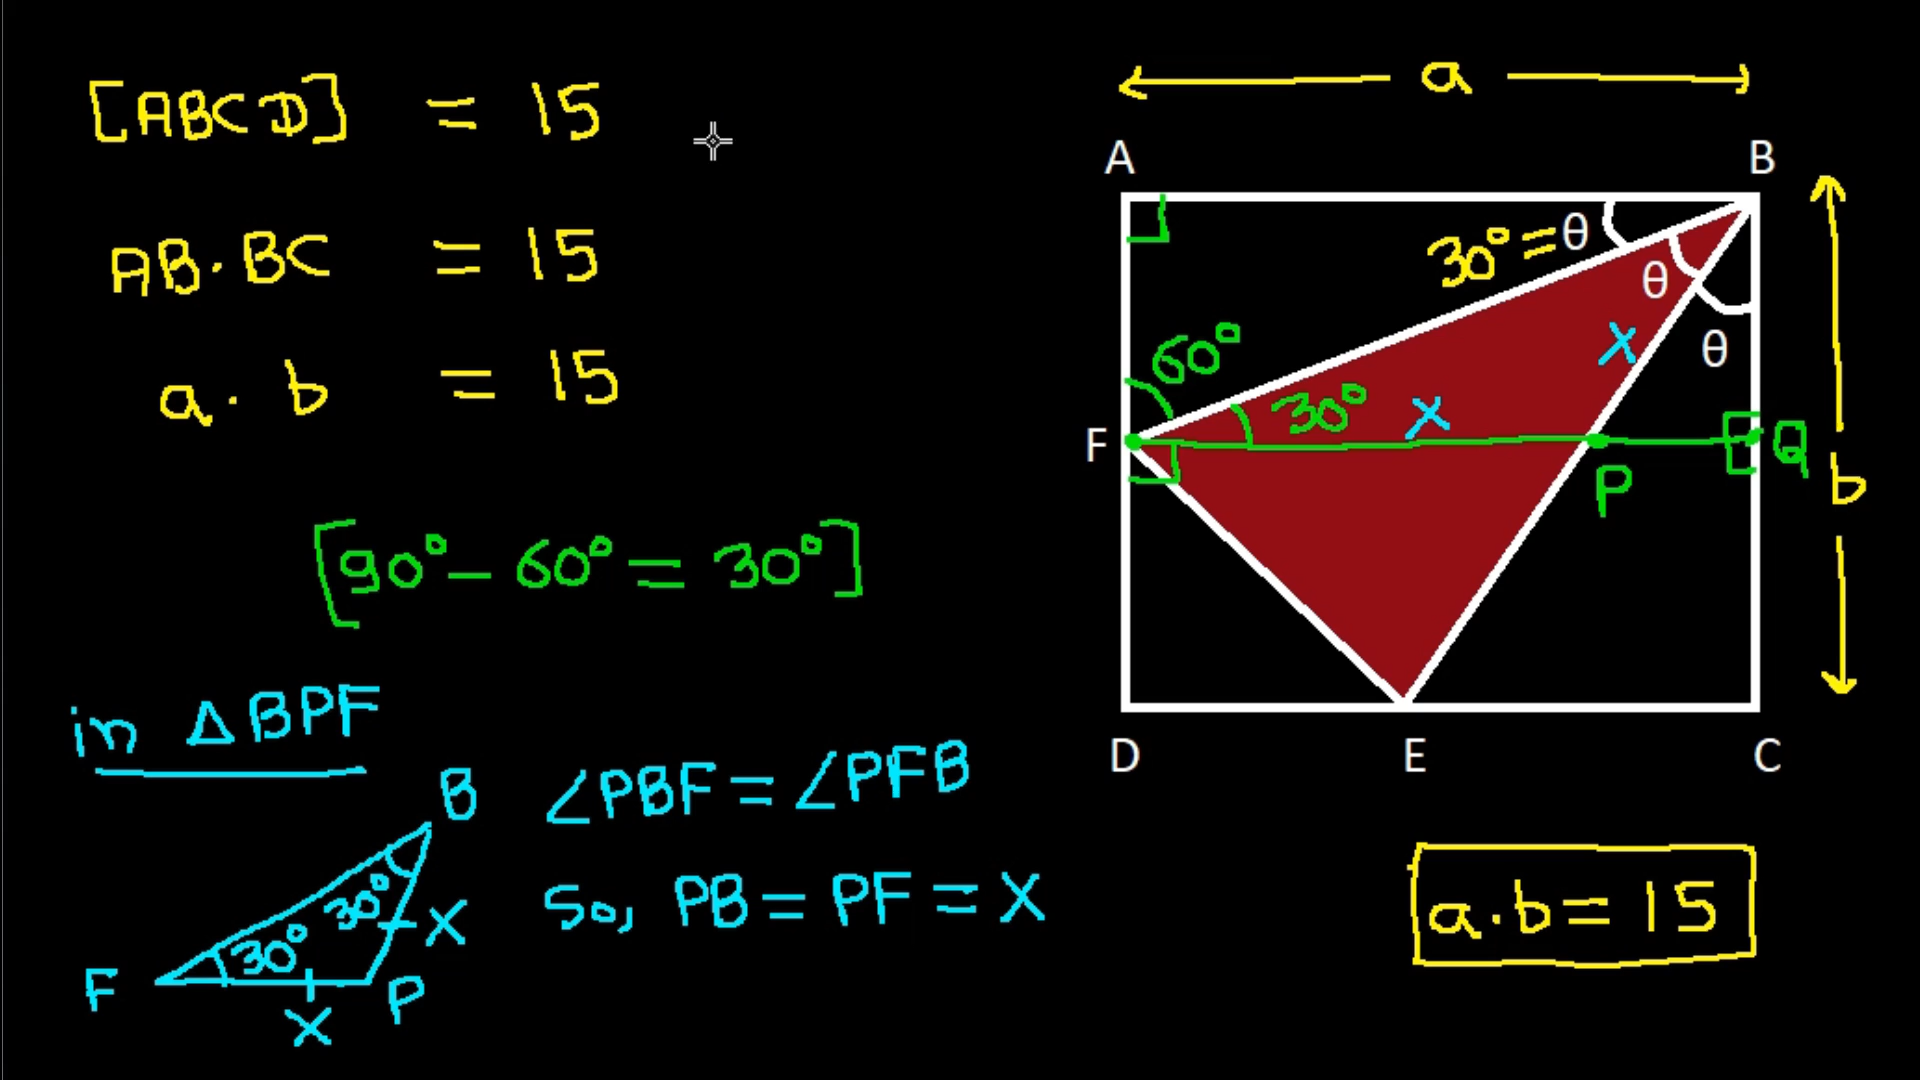 [ABCD] = 15
AB.BC = 15
a.b = 15
[90° - 60° = 30°]
in ΔBPF
∠PBF = ∠PFB
So, PB = PF = X
B
30°
X
30°
F
P
X
a
A
B
30° = θ
θ
θ
60°
X
30°
X
F
Q
P
b
D
E
C
a.b = 15